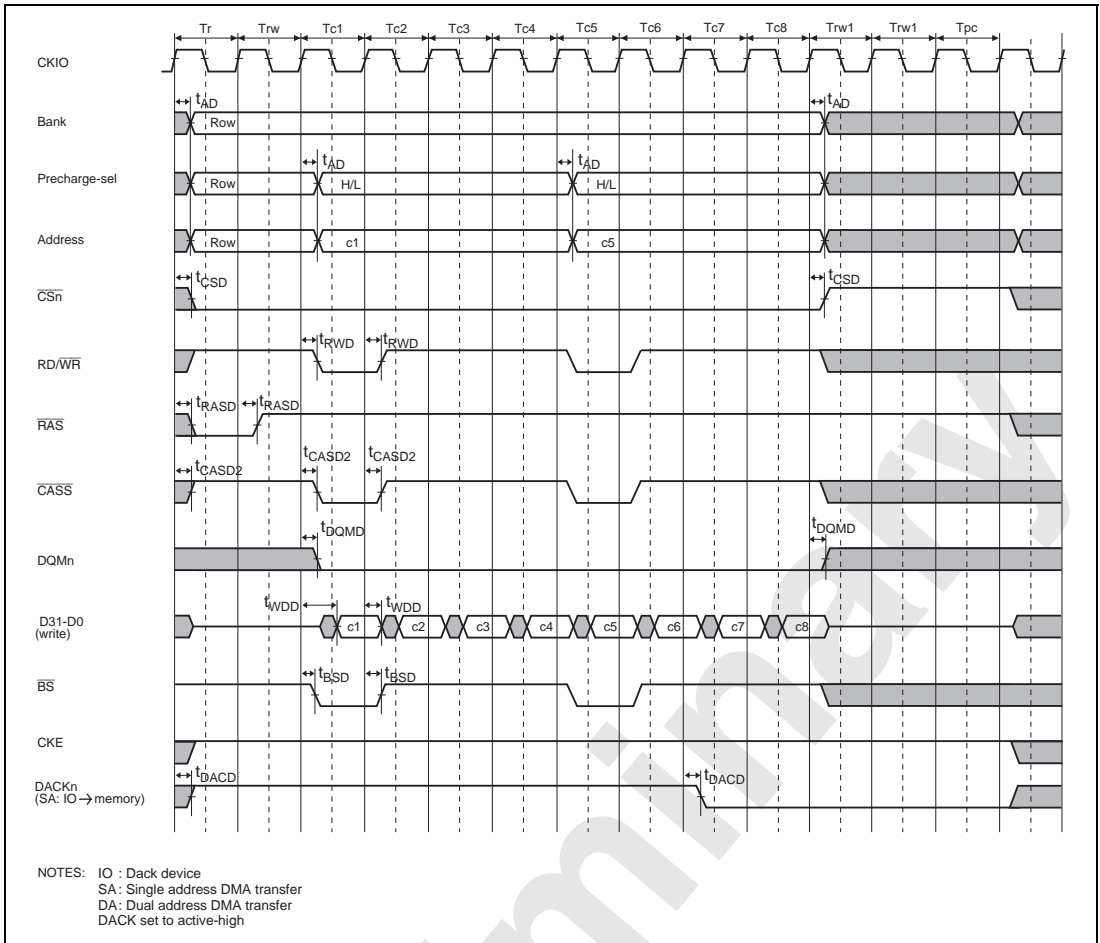 Tr Trw Tc1 Tc2 Tc3 Tc4 Tc5 Tc6 Tc7 Tc8 Trw1 Trw1 Tpc
CKIO
tAD tAD
Bank Row
tAD tAD
Precharge-sel Row H/L H/L
Address Row c1 c5
tCSD tCSD
CSn
tRWD tRWD
RD/WR
tRASD tRASD
RAS
tCASD2 tCASD2 tCASD2
CASS
tDQMD tDQMD
DQMn
tWDD tWDD
D31-D0 c1 c2 c3 c4 c5 c6 c7 c8
(write)
tBSD tBSD
BS
CKE
tDACD tDACD
DACKn
(SA: IO → memory)
NOTES: IO : Dack device
SA : Single address DMA transfer
DA : Dual address DMA transfer
DACK set to active-high